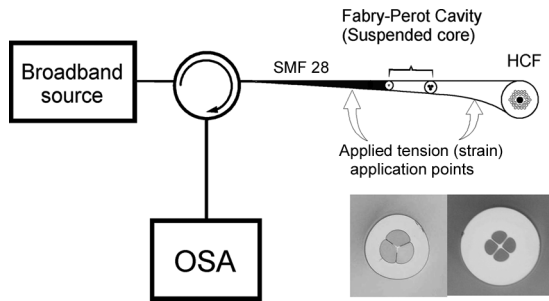 Fabry-Perot Cavity
(Suspended core)
SMF 28
HCF
Broadband
source
Applied tension (strain)
application points
OSA